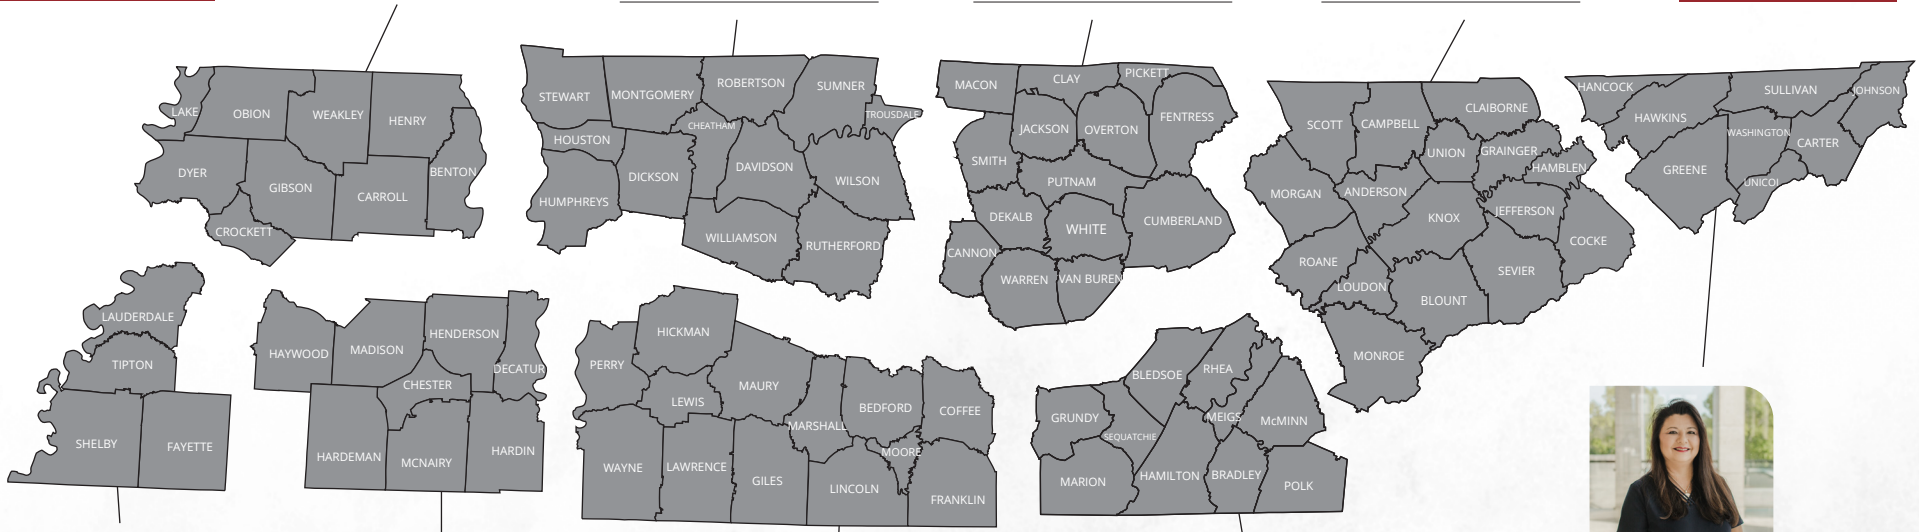 LAKE
OBION
WEAKLEY
HENRY
DYER
GIBSON
CARROLL
BENTON
CROCKETT
STEWART
MONTGOMERY
ROBERTSON
SUMNER
TROUSDALE
HOUSTON
CHEATHAM
DICKSON
DAVIDSON
WILSON
HUMPHREYS
WILLIAMSON
RUTHERFORD
MACON
CLAY
PICKETT
JACKSON
OVERTON
FENTRESS
SMITH
PUTNAM
DEKALB
WHITE
CUMBERLAND
CANNON
WARREN
VAN BUREN
SCOTT
CAMPBELL
CLAIBORNE
UNION
GRAINGER
HAMBLEN
MORGAN
ANDERSON
KNOX
JEFFERSON
COCKE
ROANE
LOUDON
BLOUNT
SEVIER
MONROE
HANCOCK
HAWKINS
SULLIVAN
JOHNSON
GREENE
WASHINGTON
CARTER
UNICOI
LAUDERDALE
TIPTON
SHELBY
FAYETTE
HAYWOOD
MADISON
HENDERSON
DECATUR
CHESTER
HARDEMAN
MCNAIRY
HARDIN
PERRY
HICKMAN
LEWIS
MAURY
MARSHALL
BEDFORD
COFFEE
MOORE
WAYNE
LAWRENCE
GILES
LINCOLN
FRANKLIN
BLEDSOE
RHEA
GRUNDY
SEQUATCHIE
MEIGS
McMINN
MARION
HAMILTON
BRADLEY
POLK